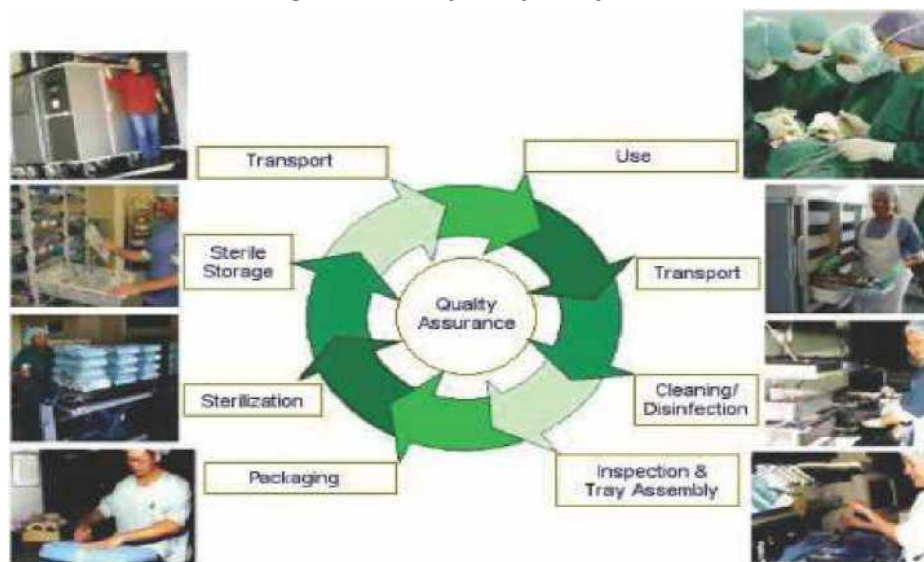 Transport
Use
Sterile
Storage
Transport
Quality
Assurance
Sterilization
Cleaning/
Disinfection
Packaging
Inspection &
Tray Assembly